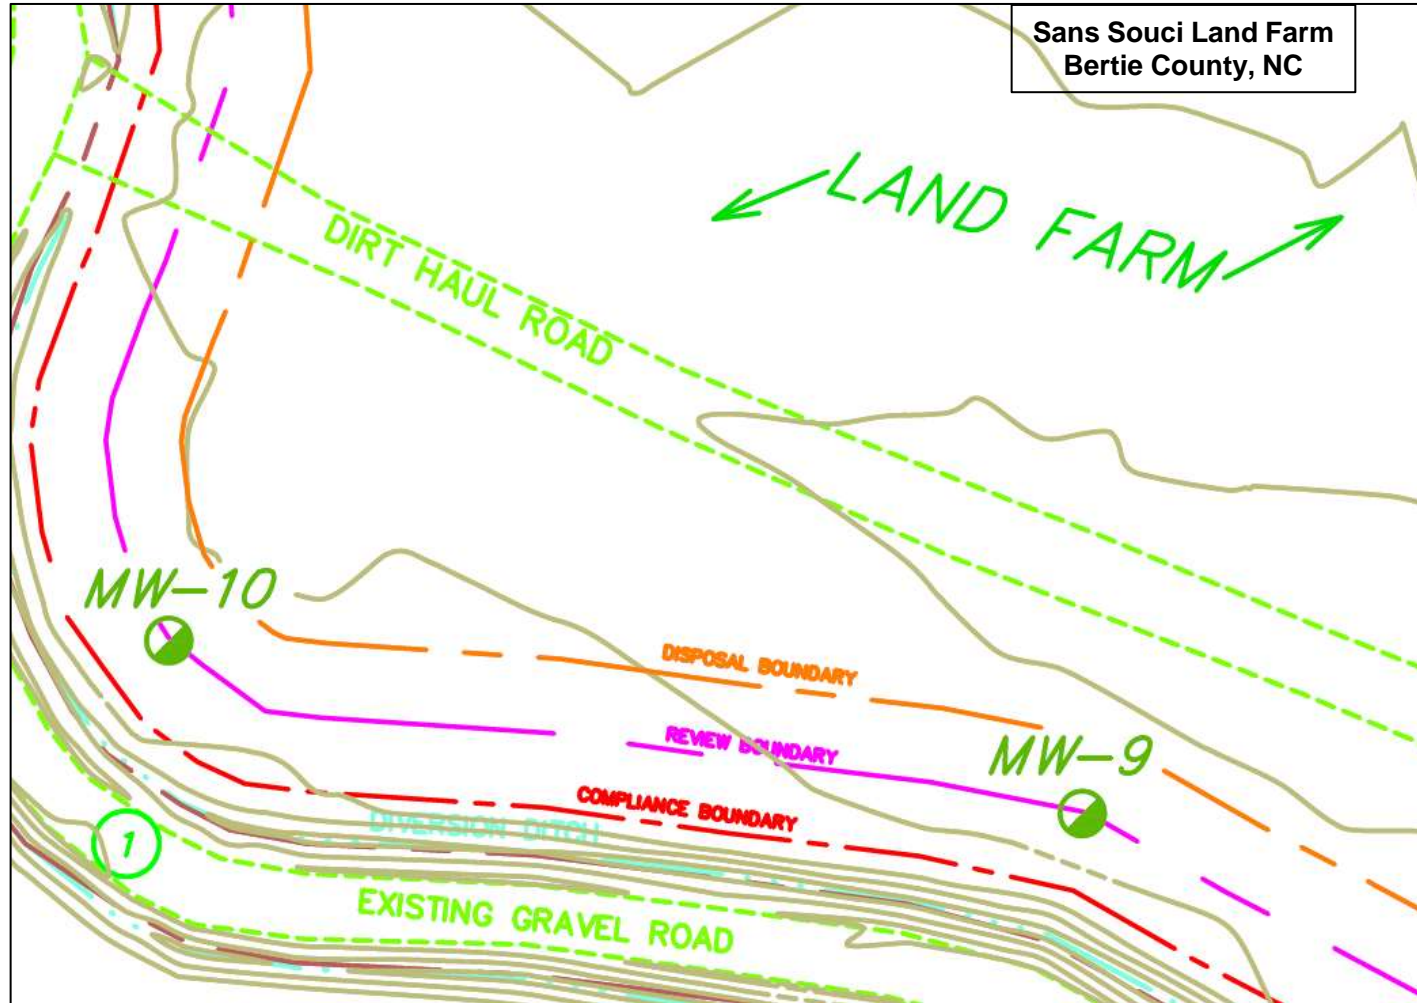 Sans Souci Land Farm
Bertie County, NC
LAND FARM
DIRT HAUL ROAD
MW-10
DISPOSAL BOUNDARY
REVIEW BOUNDARY
MW-9
COMPLIANCE BOUNDARY
DIVERSION DITCH
1
EXISTING GRAVEL ROAD